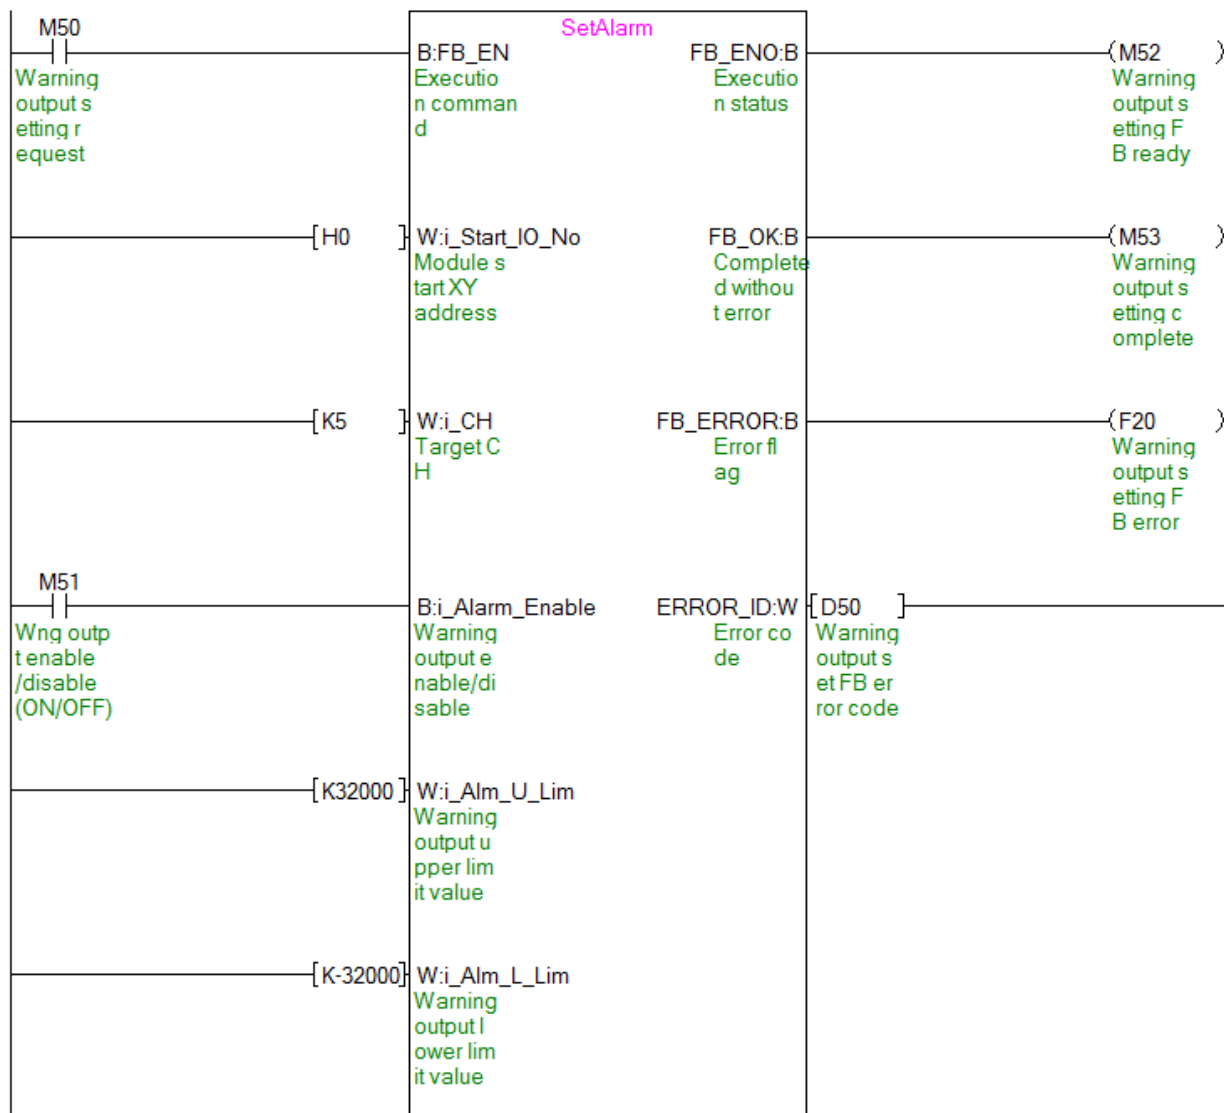 SetAlarm
M50
B:FB_EN
FB_ENO:B
(M52 )
Warning
output s
etting r
equest
Executio
n comman
d
Executio
n status
Warning
output s
etting F
B ready
[H0 ]
W:i_Start_IO_No
FB_OK:B
(M53 )
Module s
tart XY
address
Complete
d withou
t error
Warning
output s
etting c
omplete
[K5 ]
W:i_CH
FB_ERROR:B
(F20 )
Target C
H
Error fl
ag
Warning
output s
etting F
B error
M51
B:i_Alarm_Enable
ERROR_ID:W
[D50 ]
Wng outp
t enable
/disable
(ON/OFF)
Warning
output e
nable/di
sable
Error co
de
Warning
output s
et FB er
ror code
[K32000 ]
W:i_Alm_U_Lim
Warning
output u
pper lim
it value
[K-32000]
W:i_Alm_L_Lim
Warning
output l
ower lim
it value